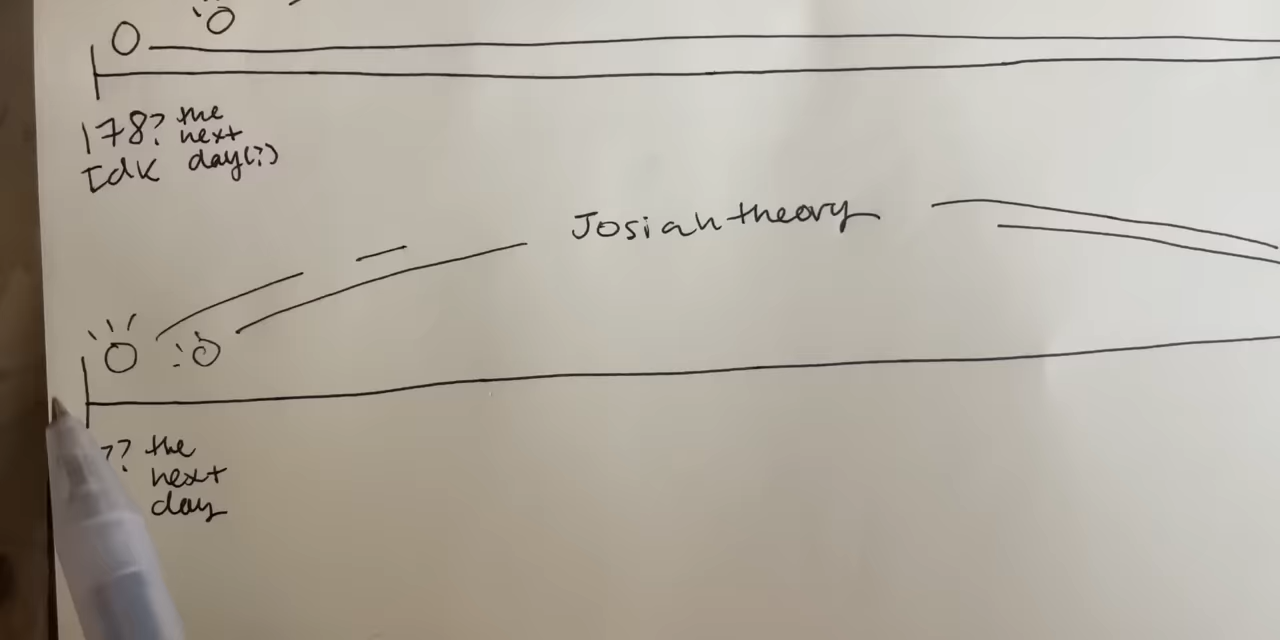 178? the
next
Idk day(?)
Josiah theory
?? the
next
day